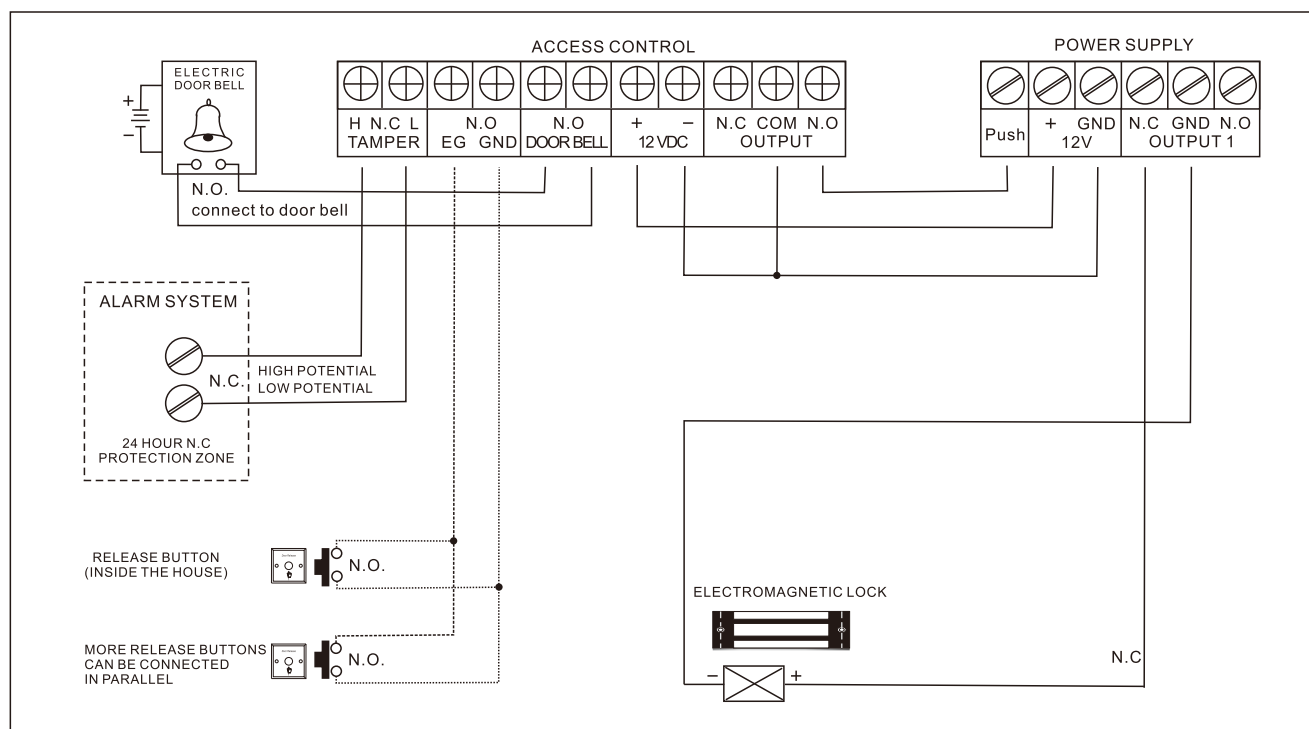 ACCESS CONTROL
POWER SUPPLY
ELECTRIC
DOOR BELL
+
−
H N.C L
TAMPER
N.O
EG GND
N.O
DOOR BELL
+ −
12 VDC
N.C COM N.O
OUTPUT
Push
+ GND
12V
N.C GND N.O
OUTPUT 1
N.O.
connect to door bell
ALARM SYSTEM
N.C.
HIGH POTENTIAL
LOW POTENTIAL
24 HOUR N.C
PROTECTION ZONE
RELEASE BUTTON
(INSIDE THE HOUSE)
N.O.
MORE RELEASE BUTTONS
CAN BE CONNECTED
IN PARALLEL
N.O.
ELECTROMAGNETIC LOCK
N.C
− +